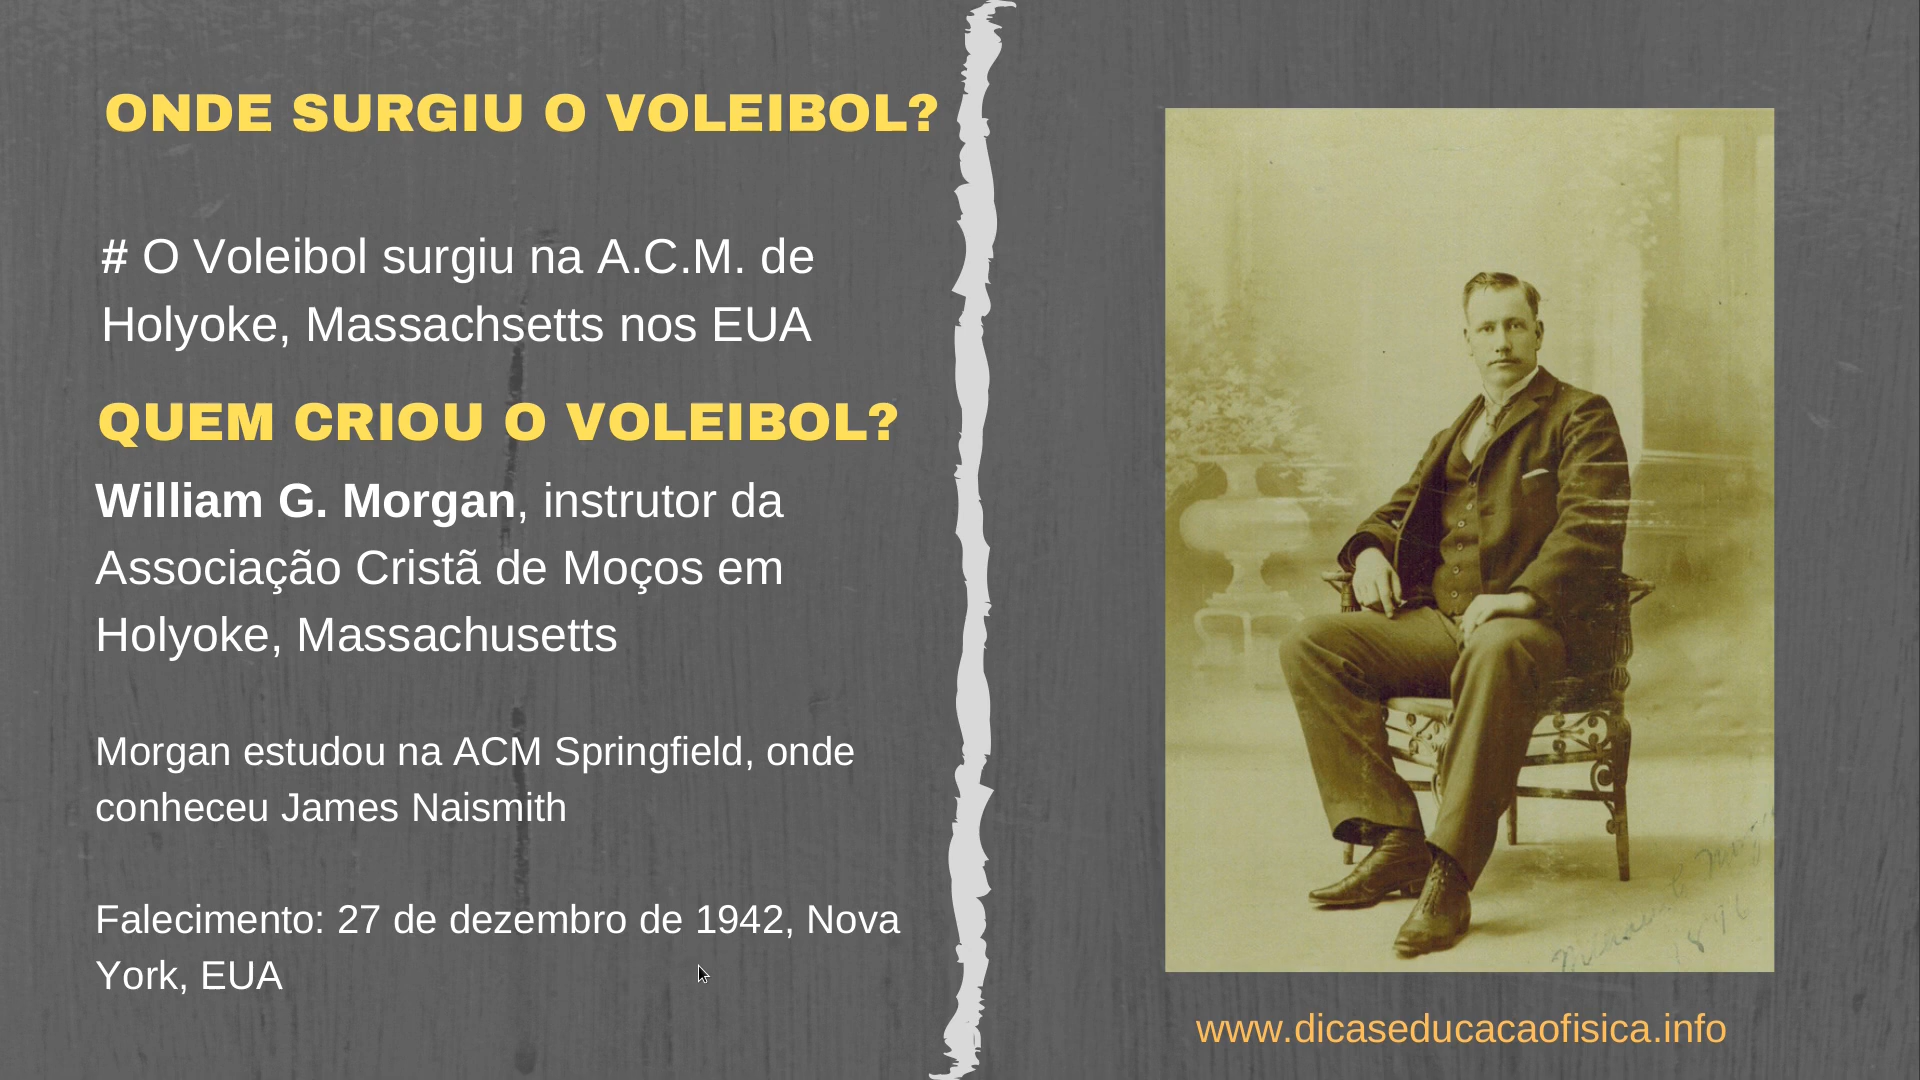 ONDE SURGIU O VOLEIBOL?
# O Voleibol surgiu na A.C.M. de
Holyoke, Massachsetts nos EUA
QUEM CRIOU O VOLEIBOL?
William G. Morgan, instrutor da
Associação Cristã de Moços em
Holyoke, Massachusetts
Morgan estudou na ACM Springfield, onde
conheceu James Naismith
Falecimento: 27 de dezembro de 1942, Nova
York, EUA
www.dicaseducacaofisica.info